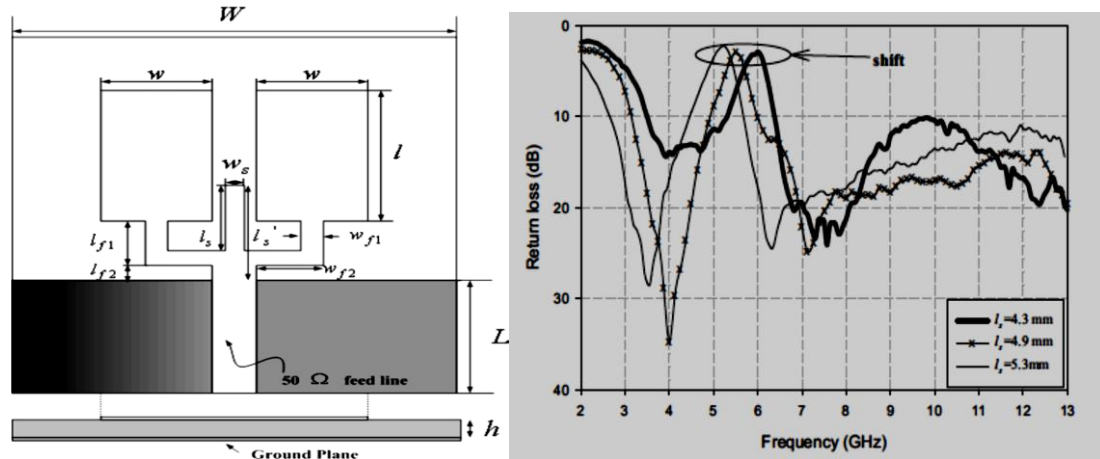 W
w w
l
w_s
l_s l_s'
l_f1 w_f1
l_f2 w_f2
L
50 Ω feed line
h
Ground Plane
0
10
20
30
40
Return loss (dB)
shift
l_s=4.3 mm
l_s=4.9 mm
l_s=5.3mm
2 3 4 5 6 7 8 9 10 11 12 13
Frequency (GHz)